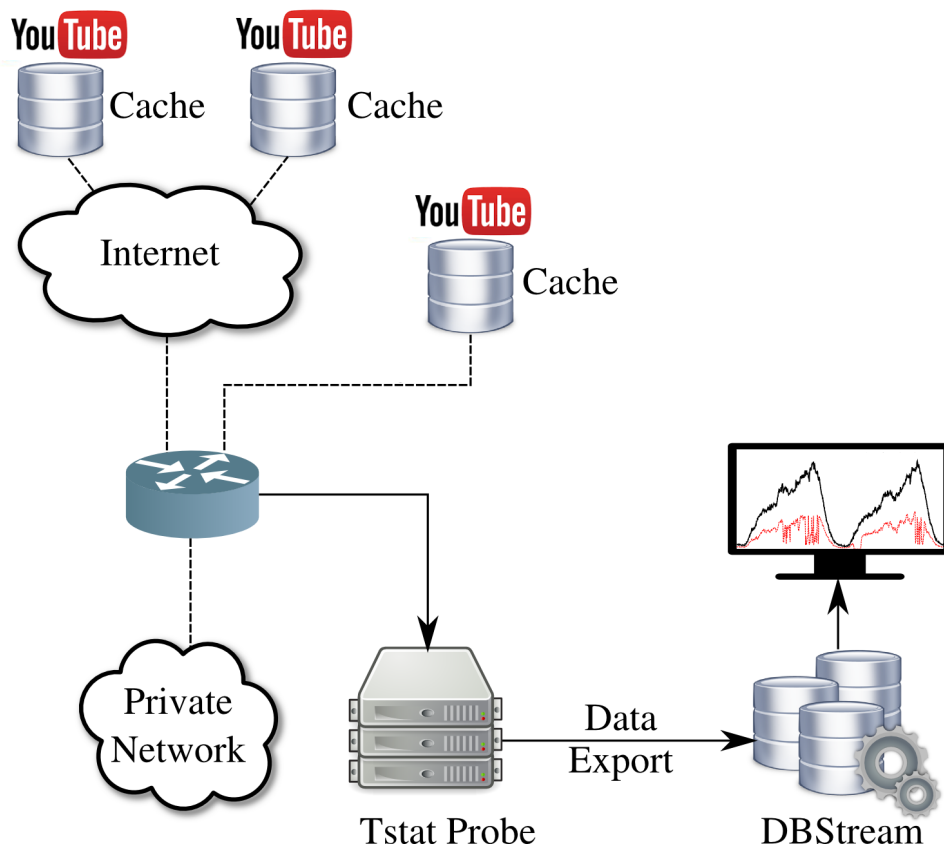 YouTube
YouTube
Cache
Cache
YouTube
Internet
Cache
Private
Network
Data
Export
Tstat Probe
DBStream